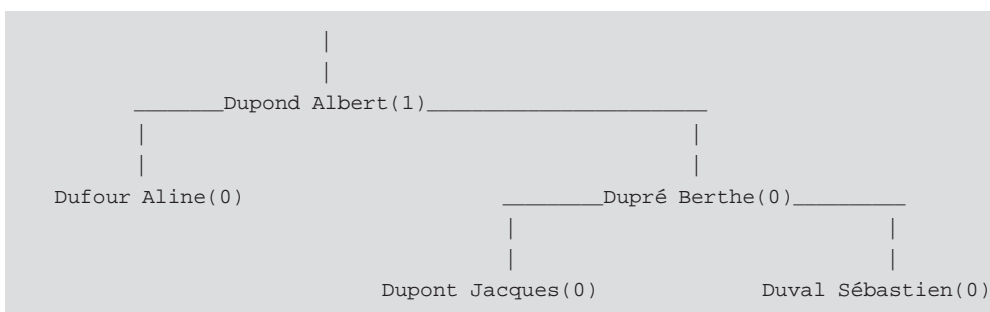 Dupond Albert(1)
Dufour Aline(0) Dupré Berthe(0)
Dupont Jacques(0) Duval Sébastien(0)